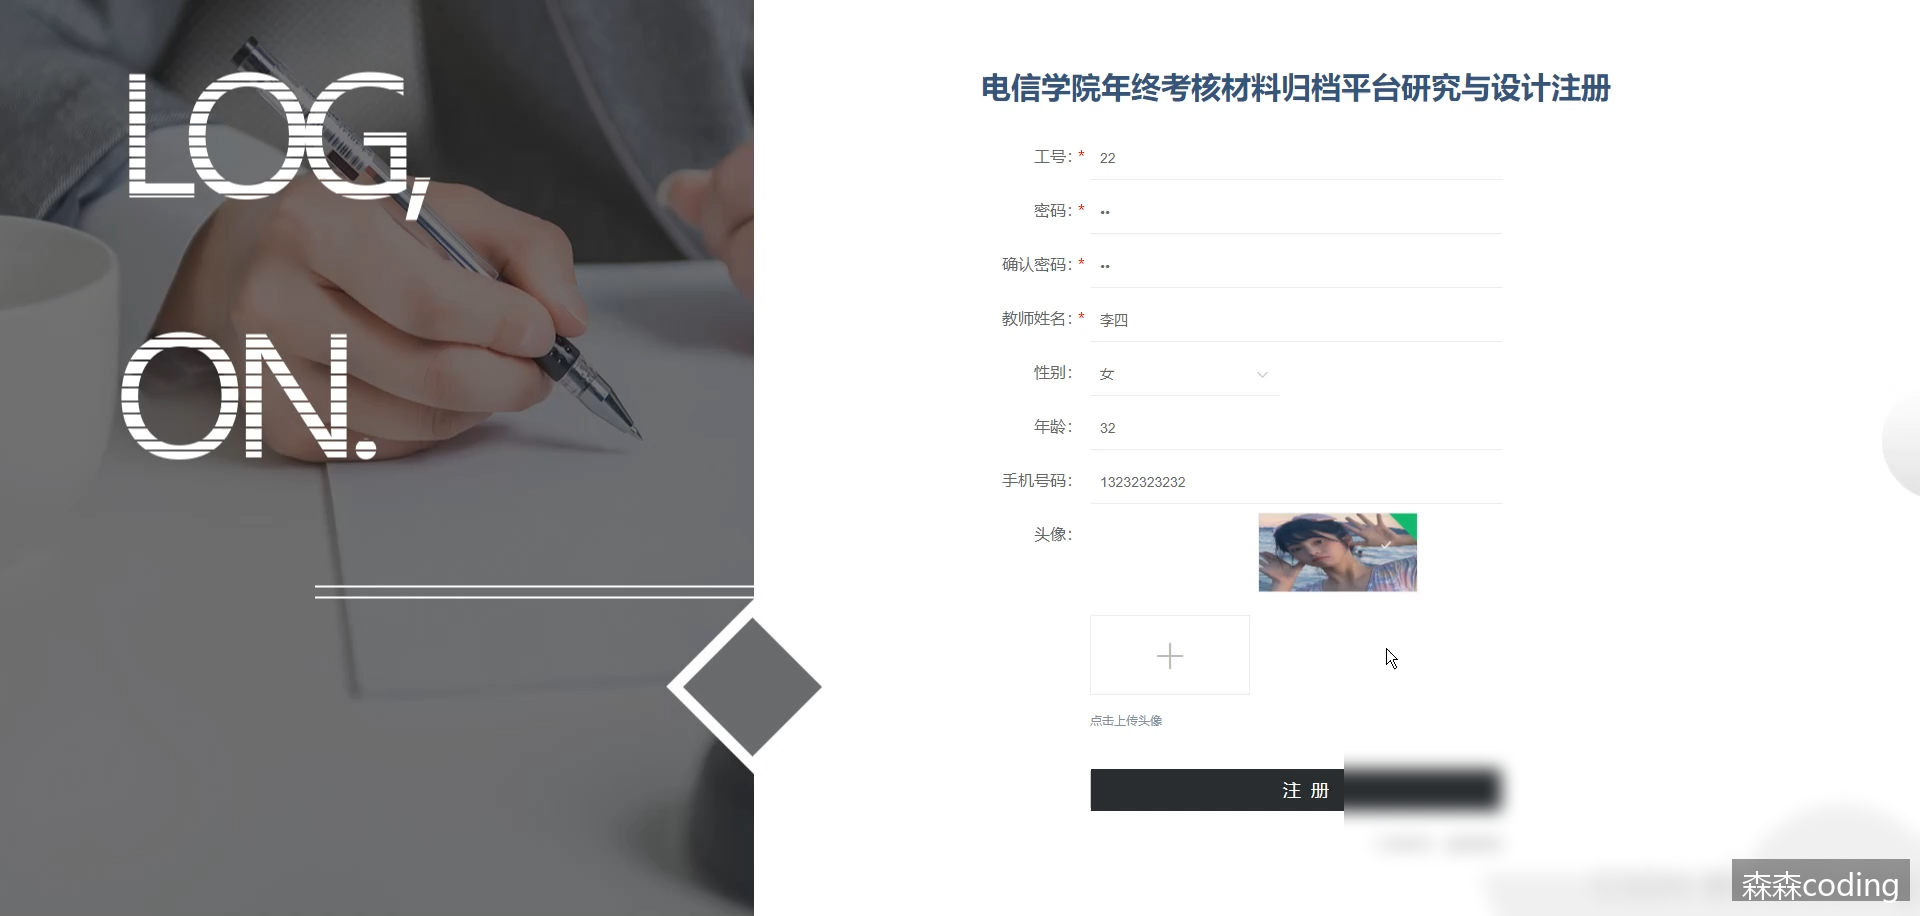 LOG,
ON.
电信学院年终考核材料归档平台研究与设计注册
工号：* 22
密码：* ••
确认密码：* ••
教师姓名：* 李四
性别： 女
年龄： 32
手机号码： 13232323232
头像：
点击上传头像
注 册
森森coding